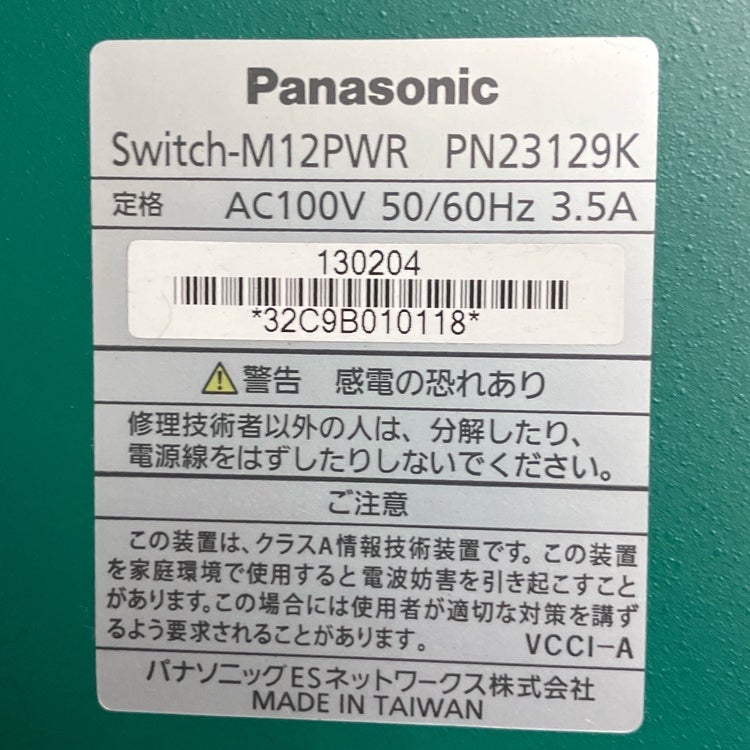 Panasonic
Switch-M12PWR PN23129K
定格 AC100V 50/60Hz 3.5A
130204
*32C9B010118*
警告 感電の恐れあり
修理技術者以外の人は、分解したり、
電源線をはずしたりしないでください。
ご注意
この装置は、クラスA情報技術装置です。この装置
を家庭環境で使用すると電波妨害を引き起こすこと
があります。この場合には使用者が適切な対策を講ず
るよう要求されることがあります。 VCCI-A
パナソニックESネットワークス株式会社
MADE IN TAIWAN